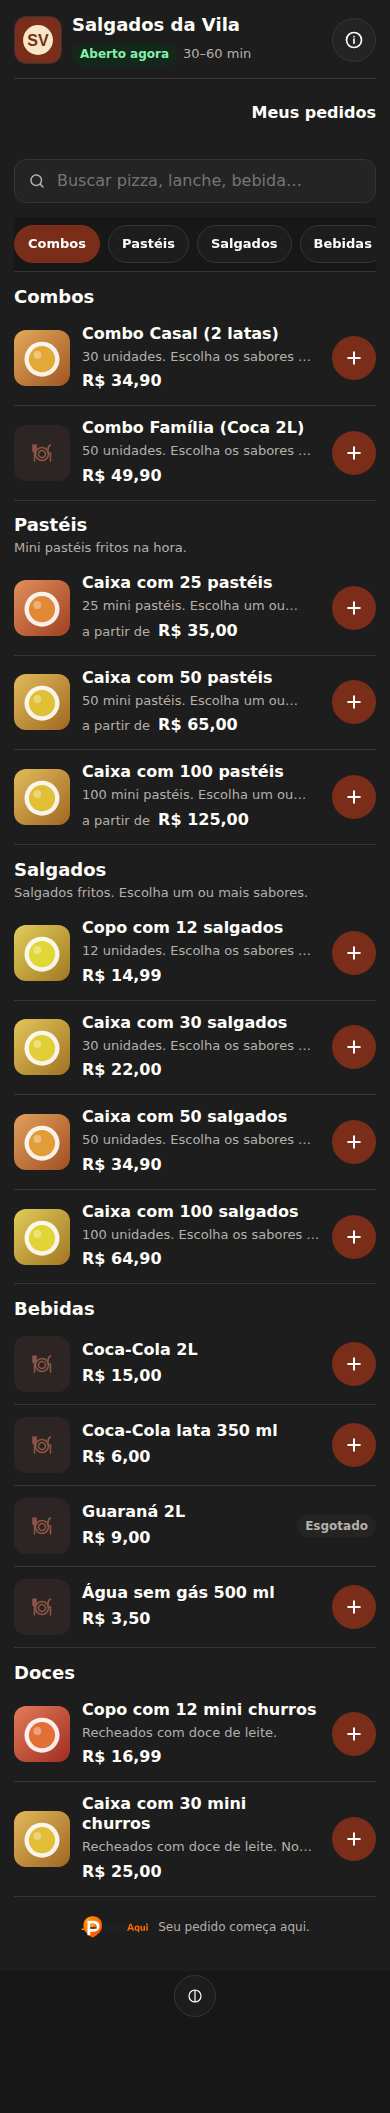 SV
Salgados da Vila
Aberto agora 30–60 min
Meus pedidos
Buscar pizza, lanche, bebida...
Combos Pastéis Salgados Bebidas
Combos
Combo Casal (2 latas)
30 unidades. Escolha os sabores ...
R$ 34,90
Combo Família (Coca 2L)
50 unidades. Escolha os sabores ...
R$ 49,90
Pastéis
Mini pastéis fritos na hora.
Caixa com 25 pastéis
25 mini pastéis. Escolha um ou...
a partir de R$ 35,00
Caixa com 50 pastéis
50 mini pastéis. Escolha um ou...
a partir de R$ 65,00
Caixa com 100 pastéis
100 mini pastéis. Escolha um ou...
a partir de R$ 125,00
Salgados
Salgados fritos. Escolha um ou mais sabores.
Copo com 12 salgados
12 unidades. Escolha os sabores ...
R$ 14,99
Caixa com 30 salgados
30 unidades. Escolha os sabores ...
R$ 22,00
Caixa com 50 salgados
50 unidades. Escolha os sabores ...
R$ 34,90
Caixa com 100 salgados
100 unidades. Escolha os sabores ...
R$ 64,90
Bebidas
Coca-Cola 2L
R$ 15,00
Coca-Cola lata 350 ml
R$ 6,00
Guaraná 2L
R$ 9,00
Esgotado
Água sem gás 500 ml
R$ 3,50
Doces
Copo com 12 mini churros
Recheados com doce de leite.
R$ 16,99
Caixa com 30 mini
churros
Recheados com doce de leite. No...
R$ 25,00
P Aqui Seu pedido começa aqui.